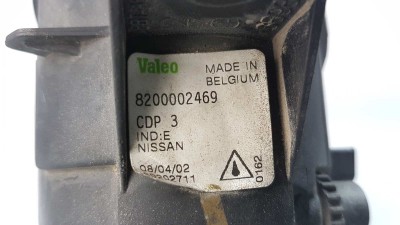 Valeo
MADE IN
BELGIUM
8200002469
CDP 3
IND:E
NISSAN
08/04/02
0162